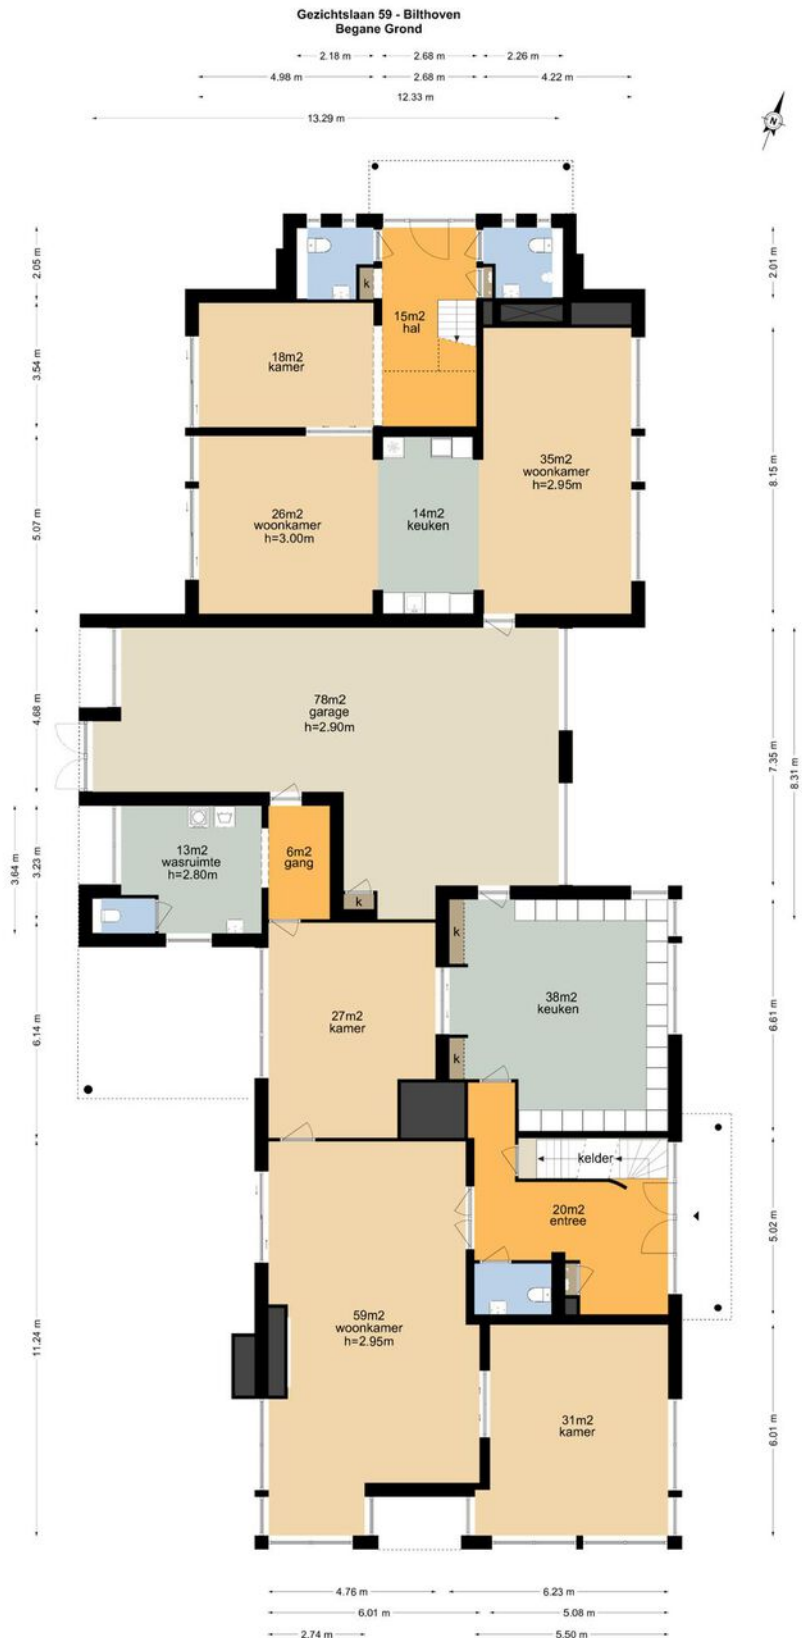 Gezichtslaan 59 - Bilthoven
Begane Grond
2.18 m 2.68 m 2.26 m
4.98 m 2.68 m 4.22 m
12.33 m
13.29 m
N
2.05 m
2.01 m
k
15m2
hal
18m2
kamer
3.54 m
35m2
woonkamer
h=2.95m
8.15 m
26m2
woonkamer
h=3.00m
14m2
keuken
5.07 m
78m2
garage
h=2.90m
4.68 m
7.35 m
8.31 m
13m2
wasruimte
h=2.80m
6m2
gang
3.64 m
3.23 m
k
k
38m2
keuken
27m2
kamer
k
6.14 m
6.61 m
kelder
20m2
entree
5.02 m
59m2
woonkamer
h=2.95m
11.24 m
31m2
kamer
6.01 m
4.76 m 6.23 m
6.01 m 5.08 m
2.74 m 5.50 m